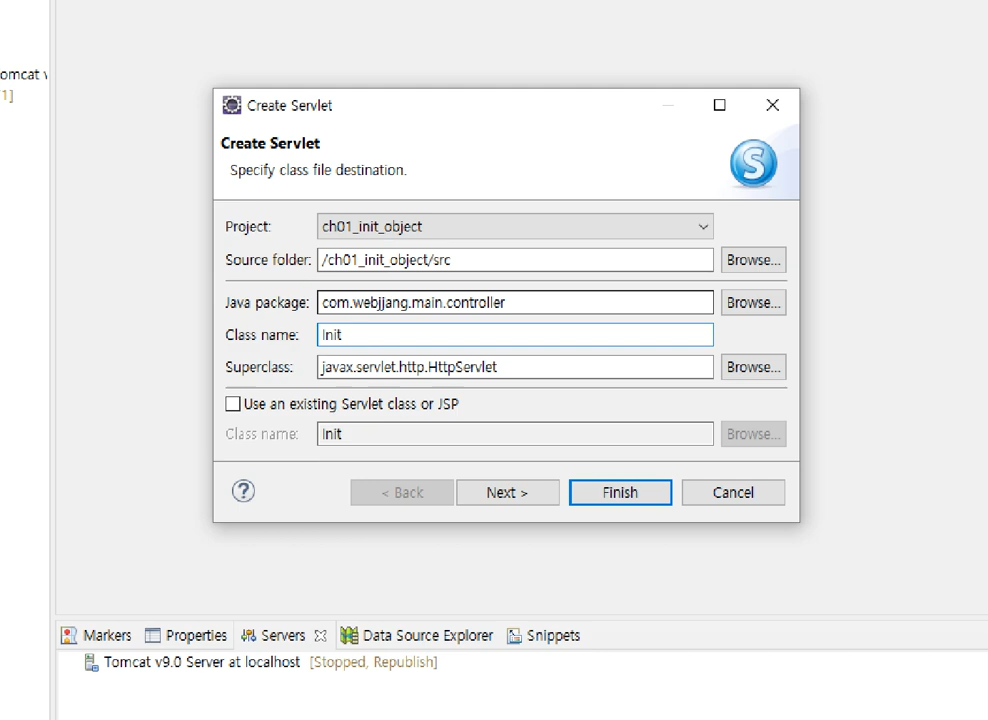 omcat v
1]
Create Servlet
Create Servlet
Specify class file destination.
S
Project: ch01_init_object
Source folder: /ch01_init_object/src Browse...
Java package: com.webjjang.main.controller Browse...
Class name: Init
Superclass: javax.servlet.http.HttpServlet Browse...
Use an existing Servlet class or JSP
Class name: Init Browse...
? < Back Next > Finish Cancel
Markers Properties Servers Data Source Explorer Snippets
Tomcat v9.0 Server at localhost [Stopped, Republish]